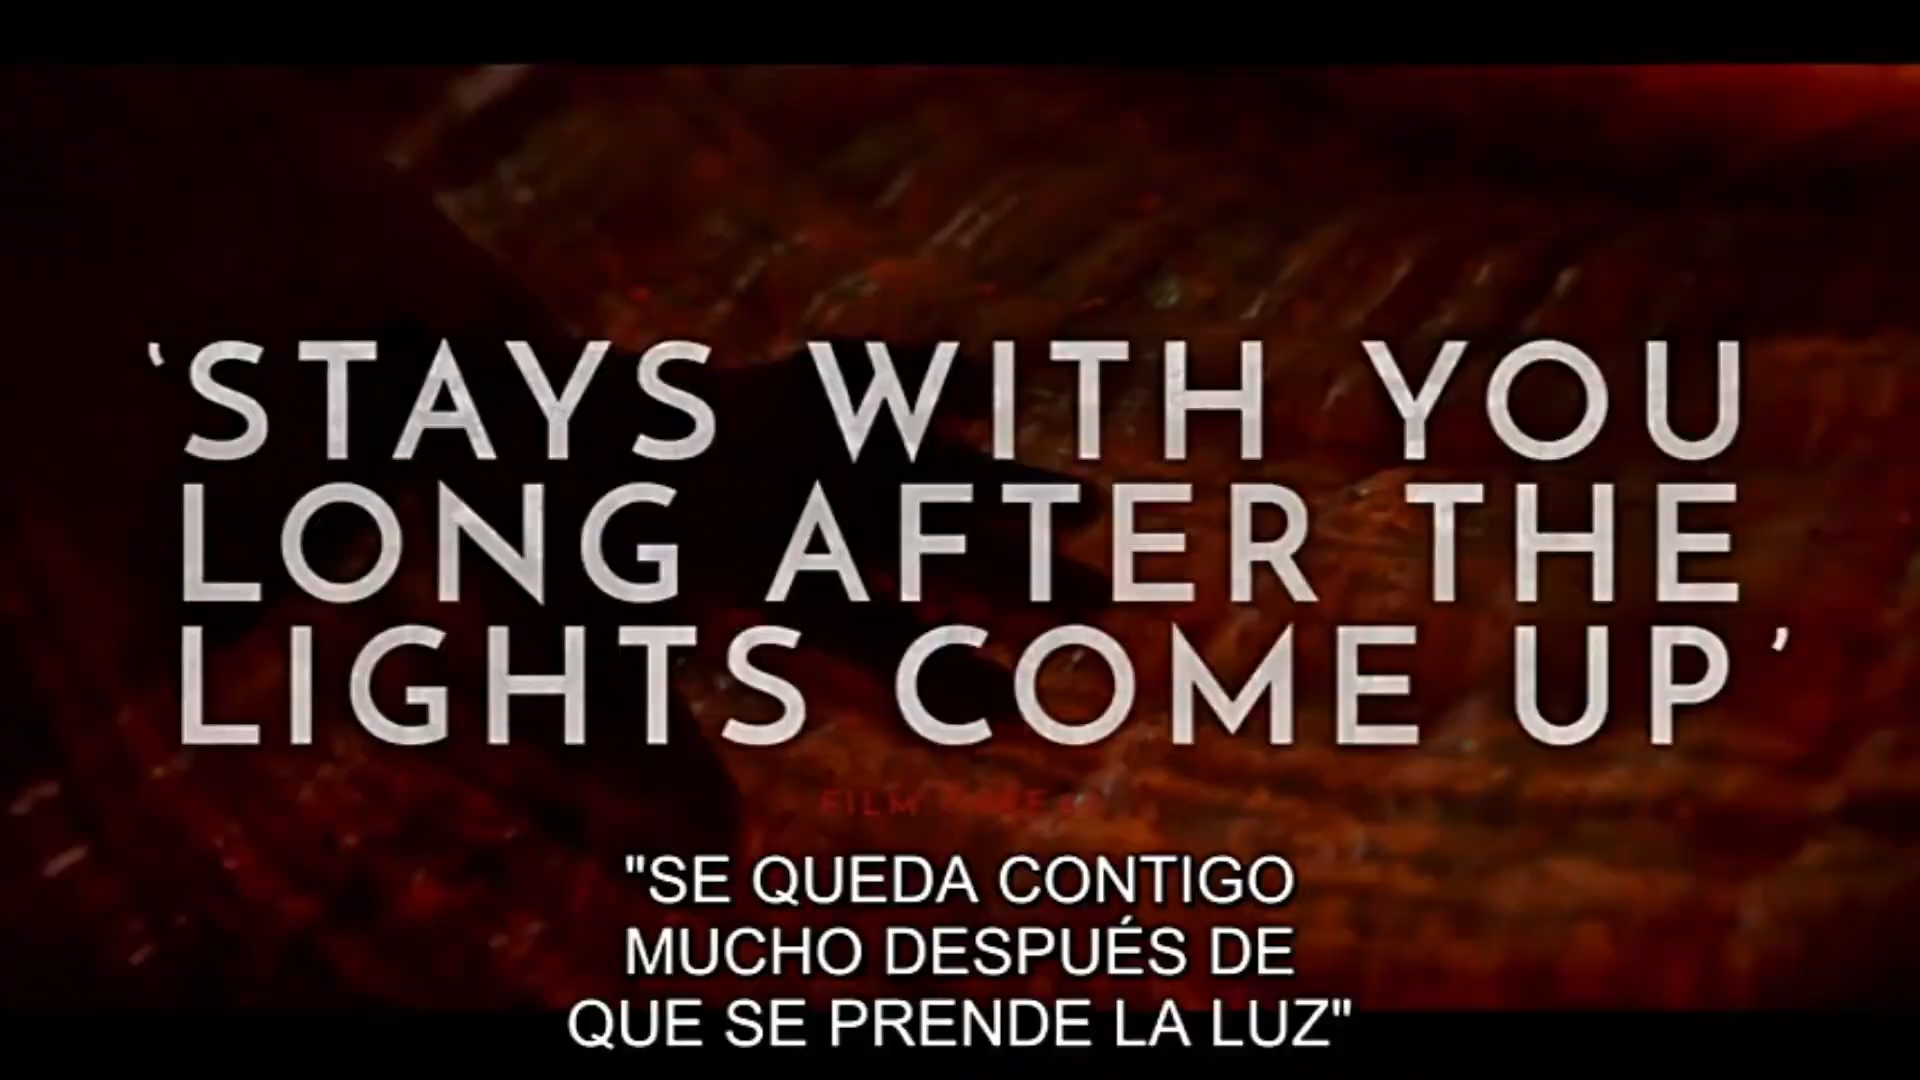 ‘STAYS WITH YOU
LONG AFTER THE
LIGHTS COME UP’
FILM
"SE QUEDA CONTIGO
MUCHO DESPUÉS DE
QUE SE PRENDE LA LUZ"